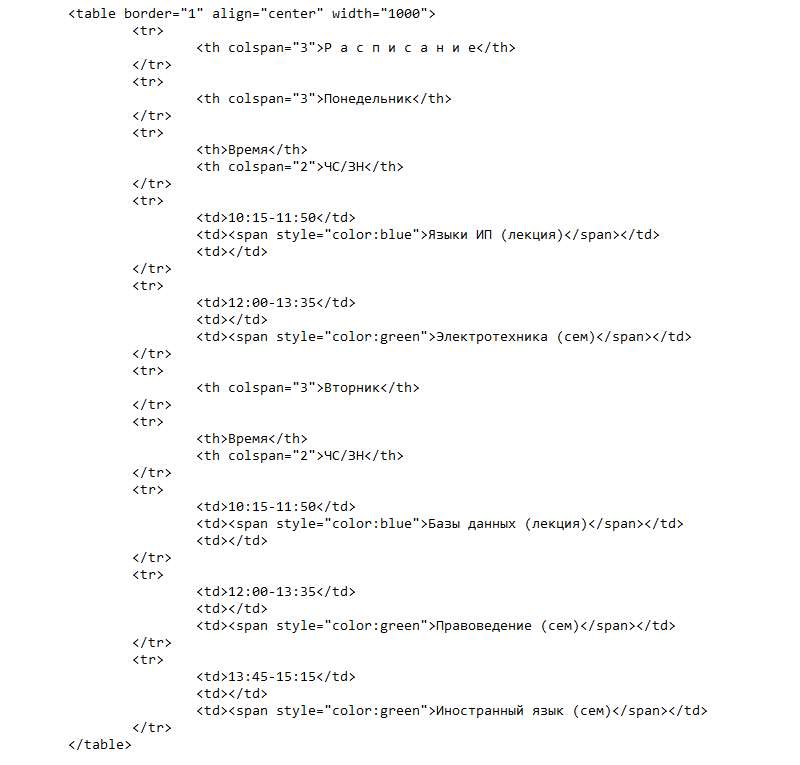 <table border="1" align="center" width="1000">
<tr>
<th colspan="3">Р а с п и с а н и е</th>
</tr>
<tr>
<th colspan="3">Понедельник</th>
</tr>
<tr>
<th>Время</th>
<th colspan="2">ЧС/ЗН</th>
</tr>
<tr>
<td>10:15-11:50</td>
<td><span style="color:blue">Языки ИП (лекция)</span></td>
<td></td>
</tr>
<tr>
<td>12:00-13:35</td>
<td></td>
<td><span style="color:green">Электротехника (сем)</span></td>
</tr>
<tr>
<th colspan="3">Вторник</th>
</tr>
<tr>
<th>Время</th>
<th colspan="2">ЧС/ЗН</th>
</tr>
<tr>
<td>10:15-11:50</td>
<td><span style="color:blue">Базы данных (лекция)</span></td>
<td></td>
</tr>
<tr>
<td>12:00-13:35</td>
<td></td>
<td><span style="color:green">Правоведение (сем)</span></td>
</tr>
<tr>
<td>13:45-15:15</td>
<td></td>
<td><span style="color:green">Иностранный язык (сем)</span></td>
</tr>
</table>